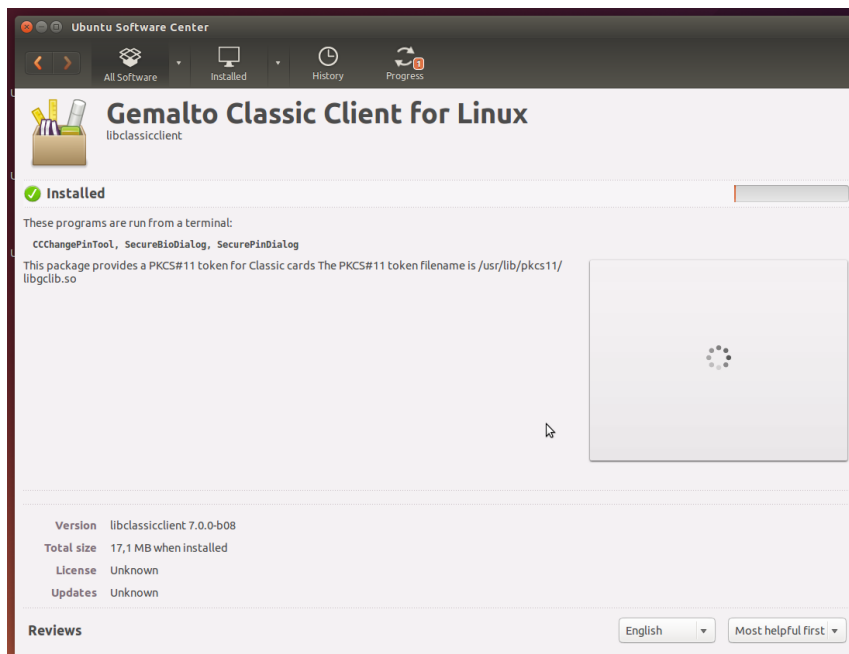 Ubuntu Software Center
All Software
Installed
History
Progress
1
Gemalto Classic Client for Linux
libclassicclient
Installed
These programs are run from a terminal:
CCChangePinTool, SecureBioDialog, SecurePinDialog
This package provides a PKCS#11 token for Classic cards The PKCS#11 token filename is /usr/lib/pkcs11/
libgclib.so
Version libclassicclient 7.0.0-b08
Total size 17,1 MB when installed
License Unknown
Updates Unknown
Reviews
English
Most helpful first